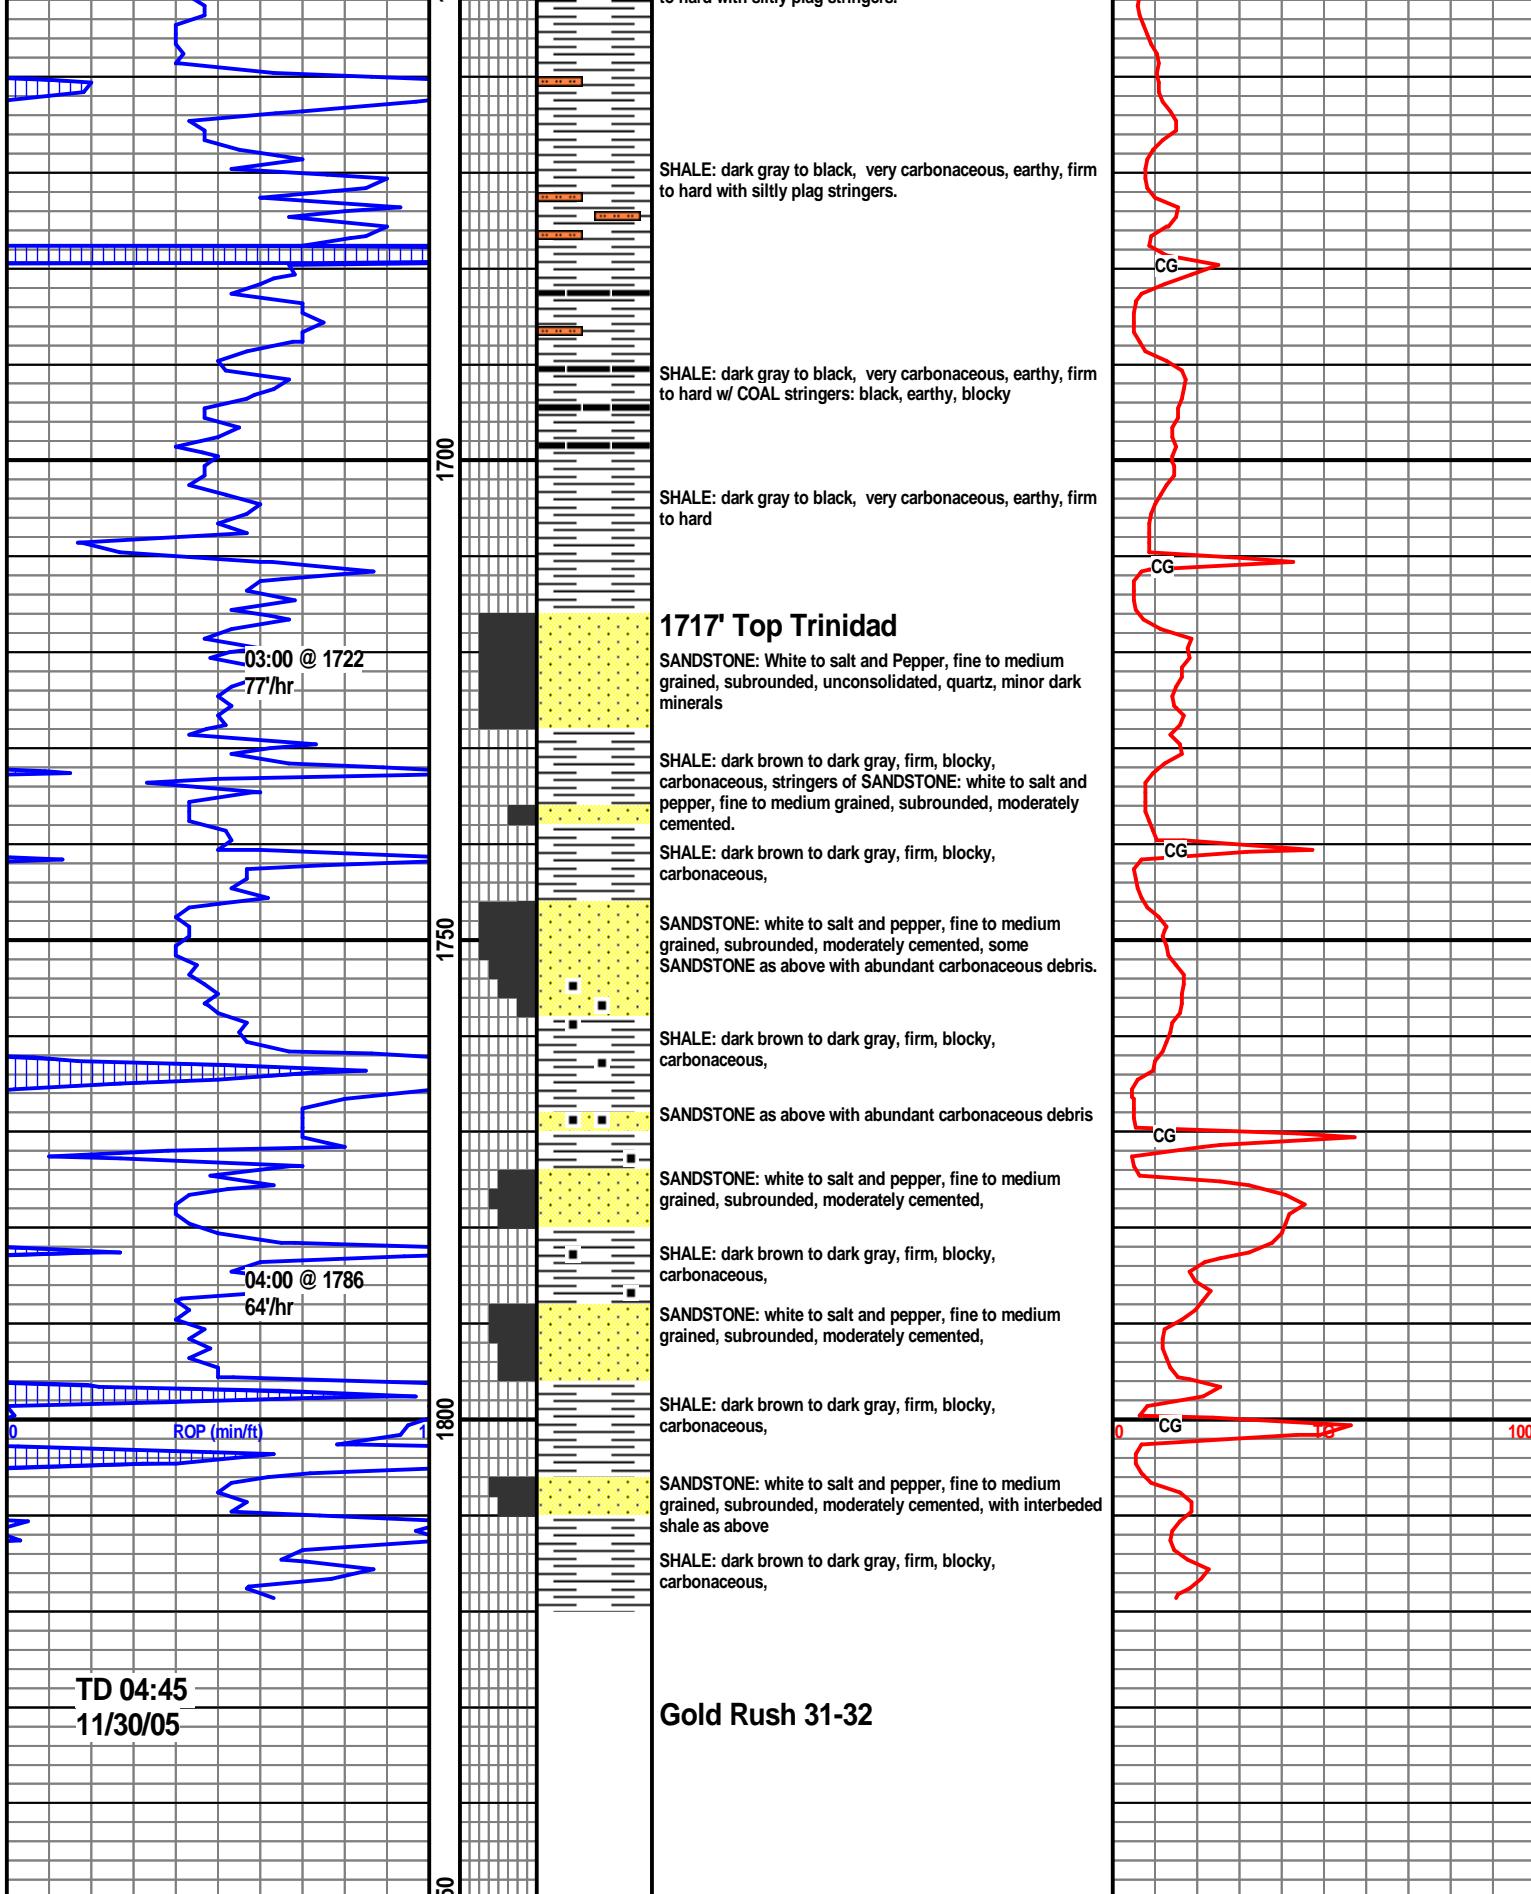 to hard with siltly plag stringers.
SHALE: dark gray to black, very carbonaceous, earthy, firm
to hard with siltly plag stringers.
CG
SHALE: dark gray to black, very carbonaceous, earthy, firm
to hard w/ COAL stringers: black, earthy, blocky
1700
SHALE: dark gray to black, very carbonaceous, earthy, firm
to hard
CG
1717' Top Trinidad
03:00 @ 1722
77'/hr
SANDSTONE: White to salt and Pepper, fine to medium
grained, subrounded, unconsolidated, quartz, minor dark
minerals
SHALE: dark brown to dark gray, firm, blocky,
carbonaceous, stringers of SANDSTONE: white to salt and
pepper, fine to medium grained, subrounded, moderately
cemented.
SHALE: dark brown to dark gray, firm, blocky,
carbonaceous,
CG
1750
SANDSTONE: white to salt and pepper, fine to medium
grained, subrounded, moderately cemented, some
SANDSTONE as above with abundant carbonaceous debris.
SHALE: dark brown to dark gray, firm, blocky,
carbonaceous,
SANDSTONE as above with abundant carbonaceous debris
CG
SANDSTONE: white to salt and pepper, fine to medium
grained, subrounded, moderately cemented,
SHALE: dark brown to dark gray, firm, blocky,
carbonaceous,
04:00 @ 1786
64'/hr
SANDSTONE: white to salt and pepper, fine to medium
grained, subrounded, moderately cemented,
SHALE: dark brown to dark gray, firm, blocky,
carbonaceous,
0 ROP (min/ft) 1
1800
0 CG TG 100
SANDSTONE: white to salt and pepper, fine to medium
grained, subrounded, moderately cemented, with interbeded
shale as above
SHALE: dark brown to dark gray, firm, blocky,
carbonaceous,
TD 04:45
11/30/05
Gold Rush 31-32